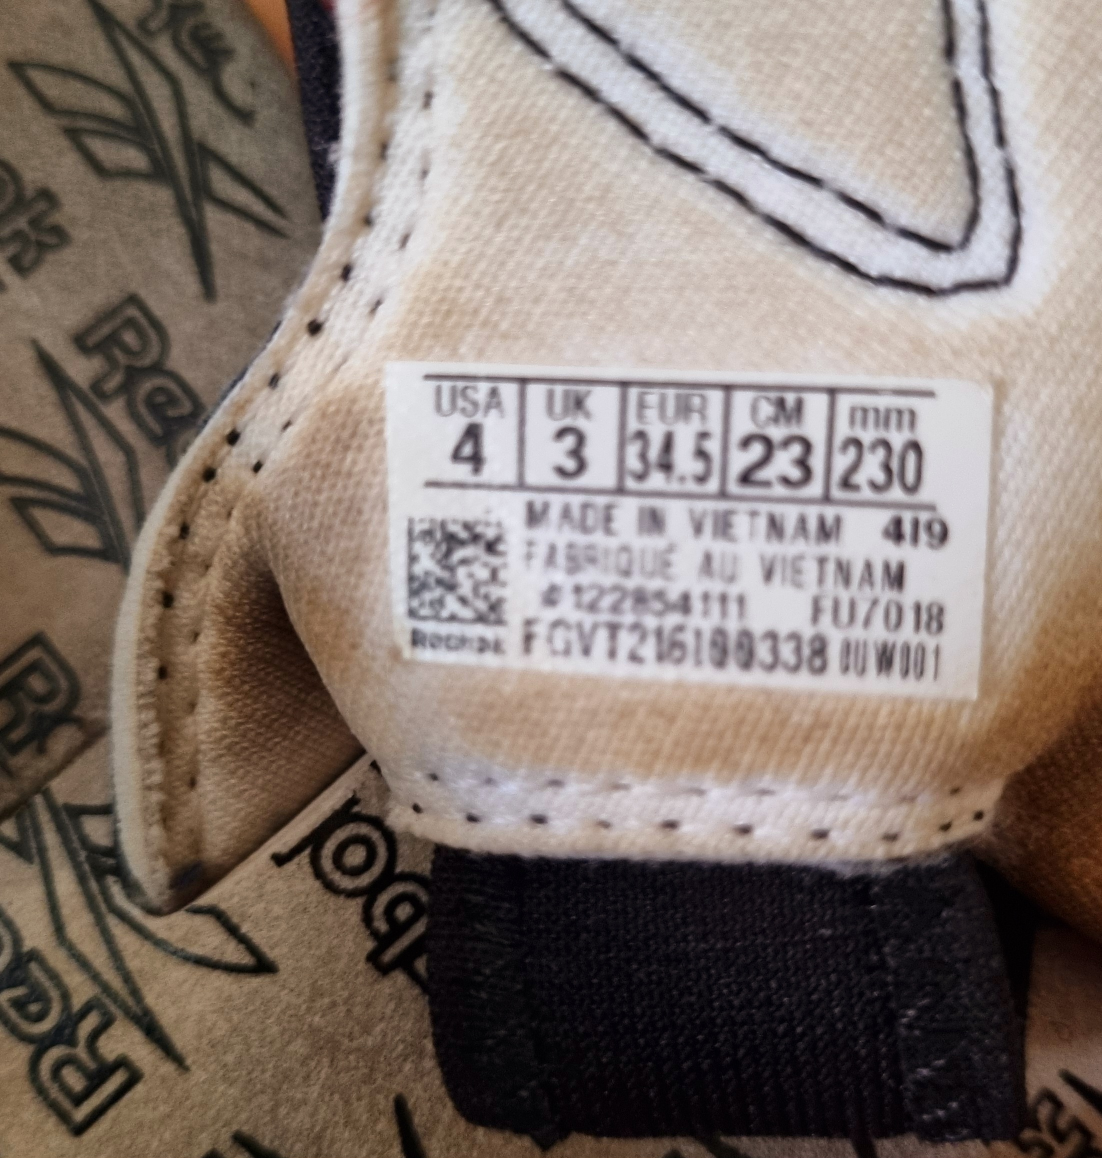 USA UK EUR CM mm
4 3 34.5 23 230
MADE IN VIETNAM 419
FABRIQUÉ AU VIETNAM
#122854111 FU7018
FGVT216100338 0UW001
Reebok
Reebok
Reebok